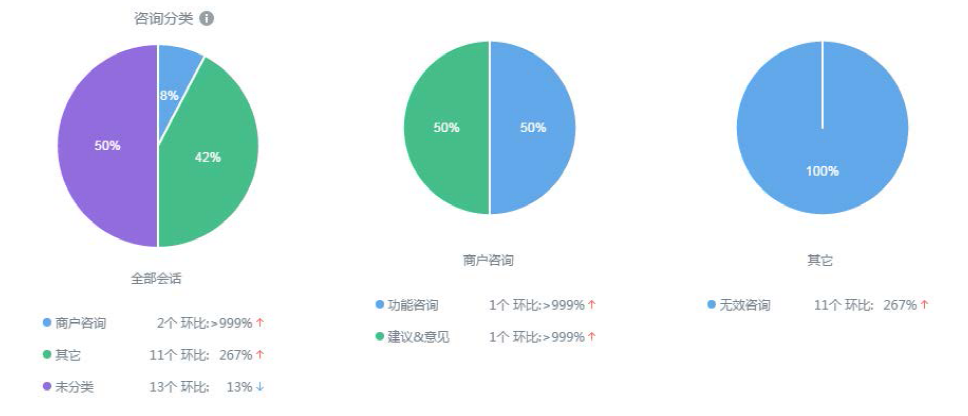 咨询分类
8%
50%
42%
全部会话
商户咨询 2个 环比:>999%↑
其它 11个 环比: 267%↑
未分类 13个 环比: 13%↓
50% 50%
商户咨询
功能咨询 1个 环比:>999%↑
建议&意见 1个 环比:>999%↑
100%
其它
无效咨询 11个 环比: 267%↑